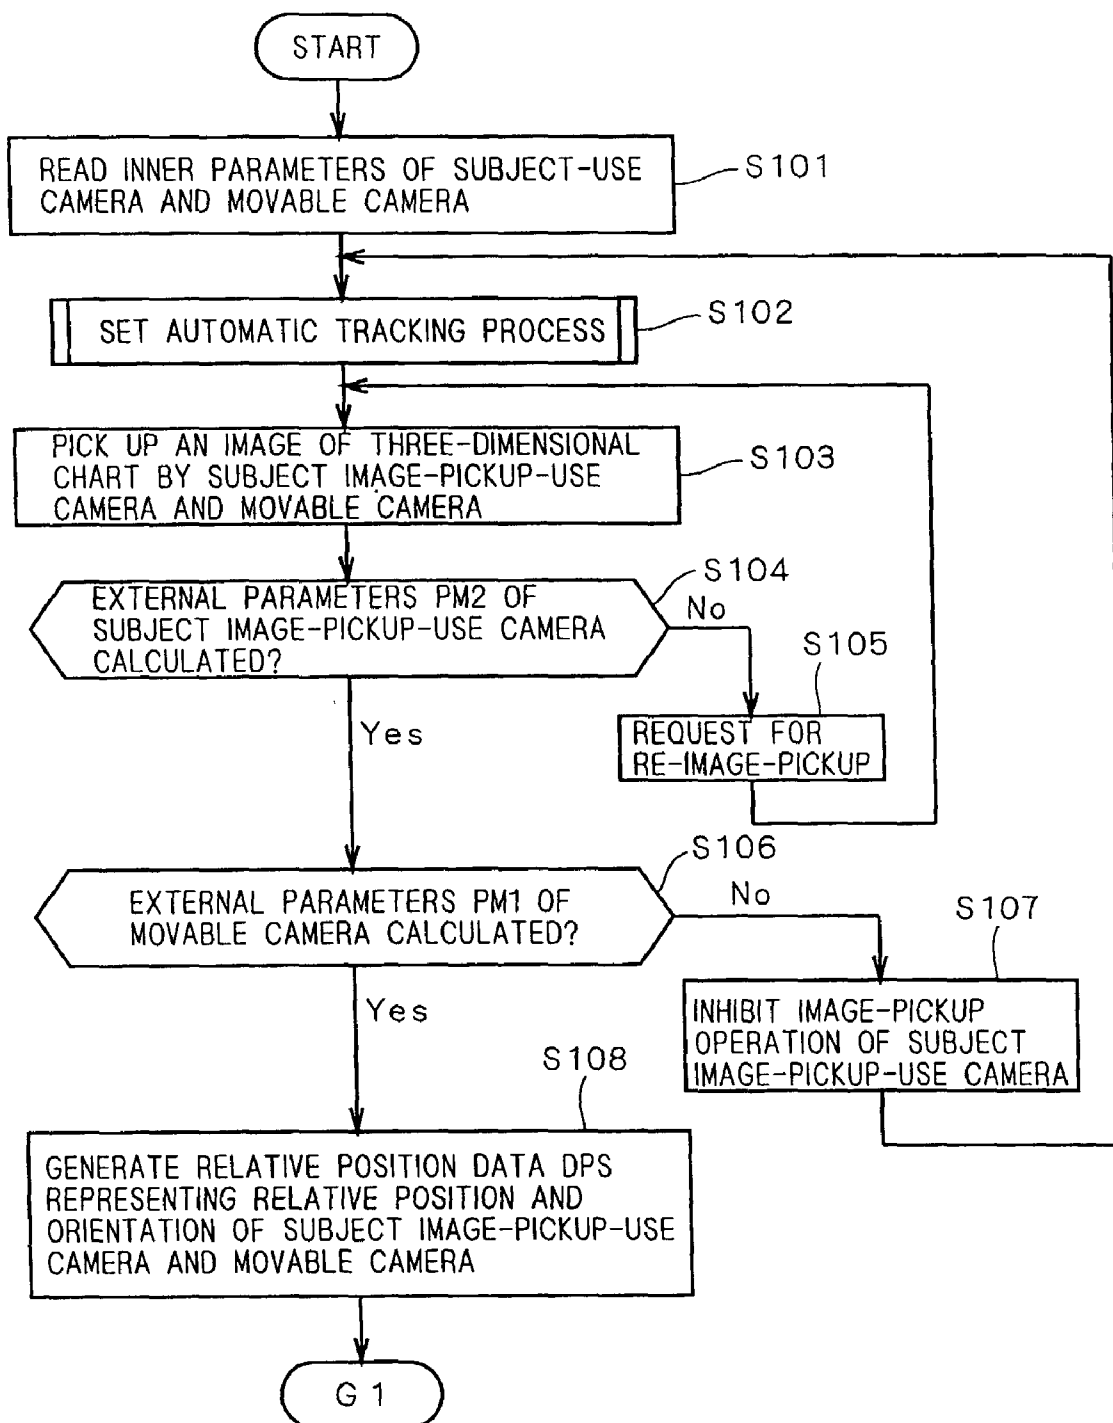 START
READ INNER PARAMETERS OF SUBJECT-USE
CAMERA AND MOVABLE CAMERA
S101
SET AUTOMATIC TRACKING PROCESS
S102
PICK UP AN IMAGE OF THREE-DIMENSIONAL
CHART BY SUBJECT IMAGE-PICKUP-USE
CAMERA AND MOVABLE CAMERA
S103
EXTERNAL PARAMETERS PM2 OF
SUBJECT IMAGE-PICKUP-USE CAMERA
CALCULATED?
S104
No
S105
REQUEST FOR
RE-IMAGE-PICKUP
Yes
EXTERNAL PARAMETERS PM1 OF
MOVABLE CAMERA CALCULATED?
S106
No
S107
INHIBIT IMAGE-PICKUP
OPERATION OF SUBJECT
IMAGE-PICKUP-USE CAMERA
Yes
S108
GENERATE RELATIVE POSITION DATA DPS
REPRESENTING RELATIVE POSITION AND
ORIENTATION OF SUBJECT IMAGE-PICKUP-USE
CAMERA AND MOVABLE CAMERA
G 1